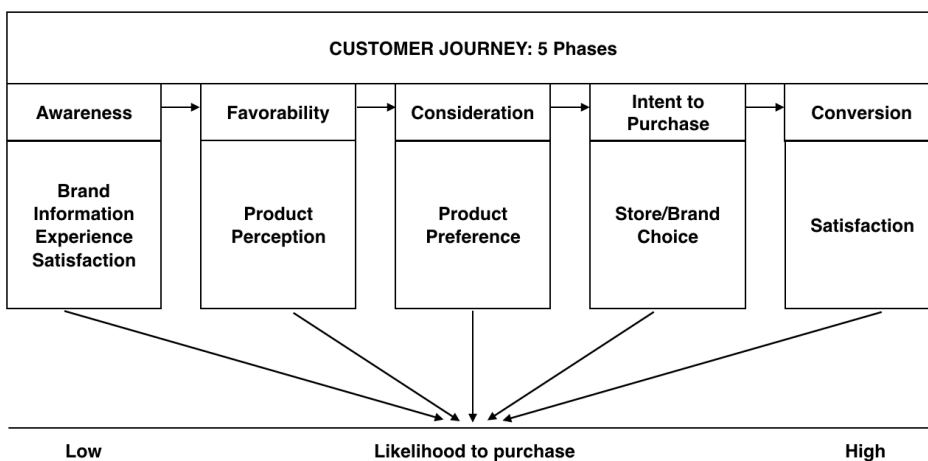 CUSTOMER JOURNEY: 5 Phases
Awareness
Favorability
Consideration
Intent to
Purchase
Conversion
Brand
Information
Experience
Satisfaction
Product
Perception
Product
Preference
Store/Brand
Choice
Satisfaction
Low
Likelihood to purchase
High